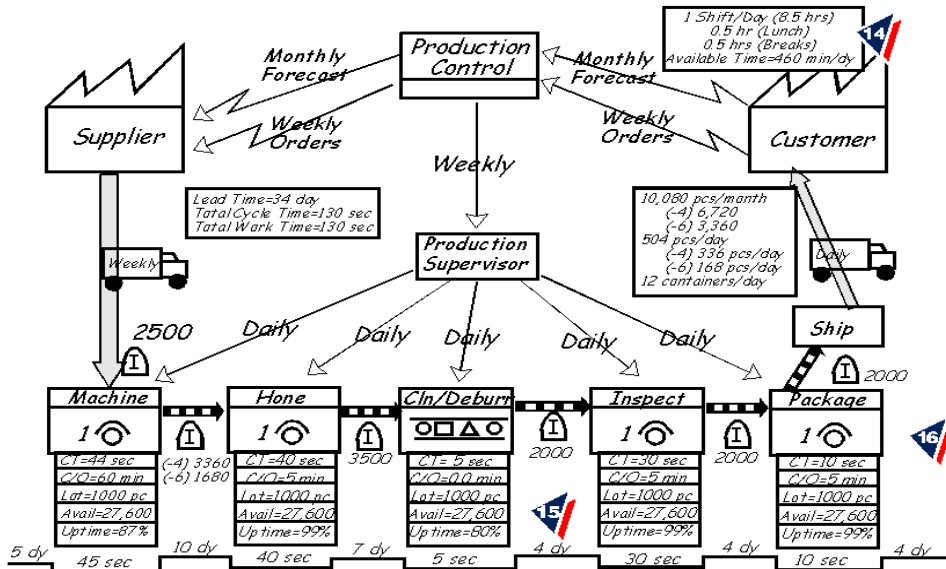 1 Shift/Day (8.5 hrs)
0.5 hr (Lunch)
0.5 hrs (Breaks)
Available Time=460 min/dy
14
Production
Control
Monthly
Forecast
Monthly
Forecast
Supplier
Weekly
Orders
Weekly
Orders
Customer
Weekly
Lead Time=34 day
Total Cycle Time=130 sec
Total Work Time=130 sec
10,080 pcs/month
(-4) 6,720
(-6) 3,360
504 pcs/day
(-4) 336 pcs/day
(-6) 168 pcs/day
12 containers/day
Production
Supervisor
Weekly
Daily
Ship
2500
I
Daily
Daily
Daily
Daily
Daily
I
2000
Machine
Hone
Cln/Deburr
Inspect
Package
1
I
1
I
I
1
I
1
16
(-4) 3360
(-6) 1680
3500
2000
2000
CT=44 sec
C/O=60 min
Lot=1000 pc
Avail=27,600
Uptime=87%
CT=40 sec
C/O=5 min
Lot=1000 pc
Avail=27,600
Uptime=99%
CT= 5 sec
C/O=0.0 min
Lot=1000 pc
Avail=27,600
Uptime=80%
15
CT=30 sec
C/O=5 min
Lot=1000 pc
Avail=27,600
Uptime=99%
CT=10 sec
C/O=5 min
Lot=1000 pc
Avail=27,600
Uptime=99%
5 dy
45 sec
10 dy
40 sec
7 dy
5 sec
4 dy
30 sec
4 dy
10 sec
4 dy